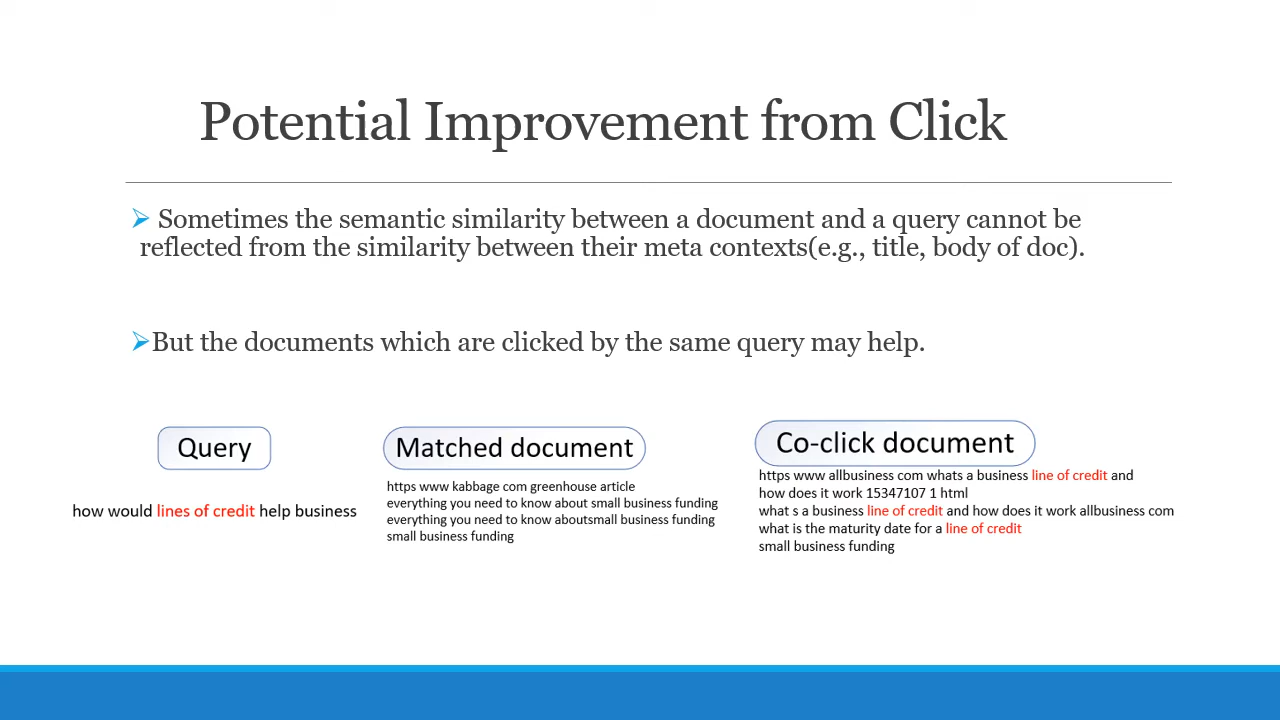 Potential Improvement from Click
➢ Sometimes the semantic similarity between a document and a query cannot be
reflected from the similarity between their meta contexts(e.g., title, body of doc).
➢But the documents which are clicked by the same query may help.
Query
how would lines of credit help business
Matched document
https www kabbage com greenhouse article
everything you need to know about small business funding
everything you need to know aboutsmall business funding
small business funding
Co-click document
https www allbusiness com whats a business line of credit and
how does it work 15347107 1 html
what s a business line of credit and how does it work allbusiness com
what is the maturity date for a line of credit
small business funding